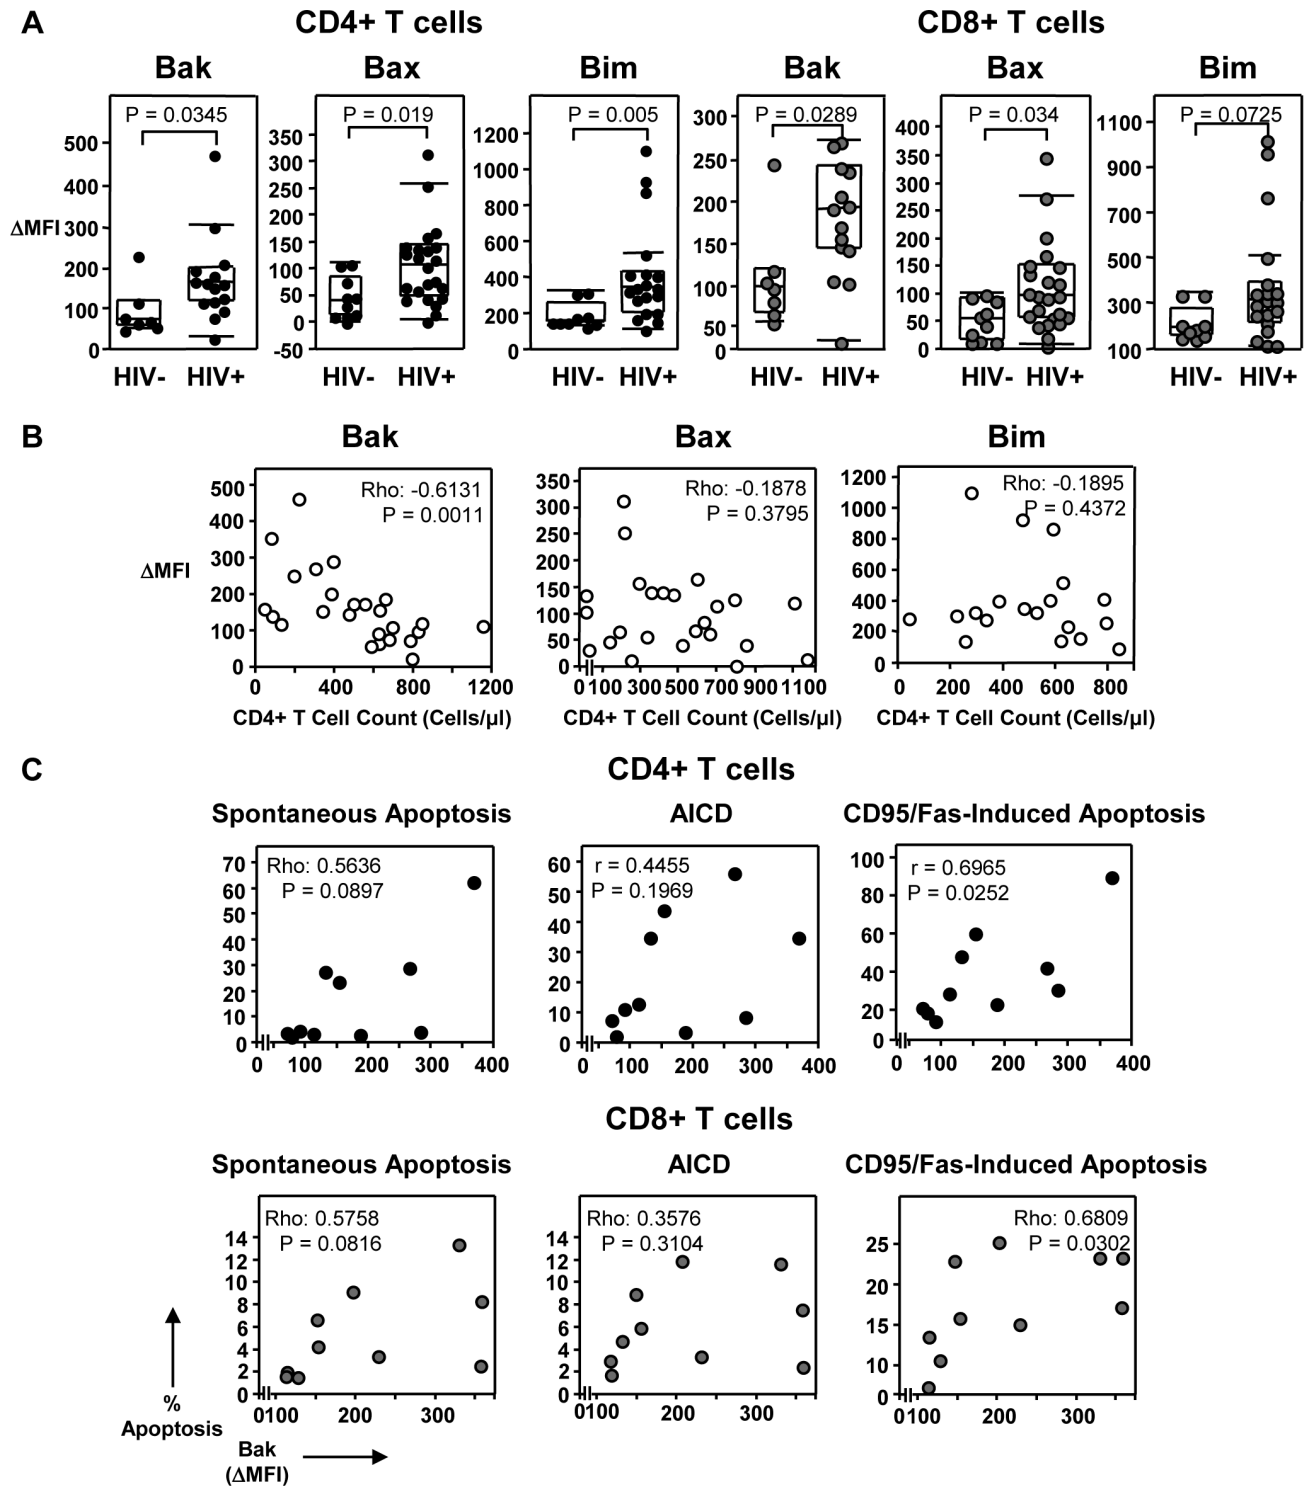 A
CD4+ T cells
CD8+ T cells
Bak
Bax
Bim
Bak
Bax
Bim
P = 0.0345
P = 0.019
P = 0.005
P = 0.0289
P = 0.034
P = 0.0725
ΔMFI
500
400
300
200
100
0
350
300
250
200
150
100
50
0
-50
1200
1000
800
600
400
200
0
300
250
200
150
100
50
0
400
350
300
250
200
150
100
50
0
1100
900
700
500
300
100
HIV- HIV+
HIV- HIV+
HIV- HIV+
HIV- HIV+
HIV- HIV+
HIV- HIV+
B
Bak
Bax
Bim
Rho: -0.6131
P = 0.0011
Rho: -0.1878
P = 0.3795
Rho: -0.1895
P = 0.4372
ΔMFI
500
400
300
200
100
0
350
300
250
200
150
100
50
0
1200
1000
800
600
400
200
0
0 400 800 1200
0 100 300 500 700 900 1100
0 200 400 600 800
CD4+ T Cell Count (Cells/µl)
CD4+ T Cell Count (Cells/µl)
CD4+ T Cell Count (Cells/µl)
C
CD4+ T cells
Spontaneous Apoptosis
AICD
CD95/Fas-Induced Apoptosis
Rho: 0.5636
P = 0.0897
r = 0.4455
P = 0.1969
r = 0.6965
P = 0.0252
70
60
50
40
30
20
10
0
60
50
40
30
20
10
0
100
80
60
40
20
0
0 100 200 300 400
0 100 200 300 400
0 100 200 300 400
CD8+ T cells
Spontaneous Apoptosis
AICD
CD95/Fas-Induced Apoptosis
Rho: 0.5758
P = 0.0816
Rho: 0.3576
P = 0.3104
Rho: 0.6809
P = 0.0302
14
12
10
8
6
4
2
0
14
12
10
8
6
4
2
0
25
20
15
10
0
0100 200 300
0100 200 300
0100 200 300
%
Apoptosis
Bak
(ΔMFI)